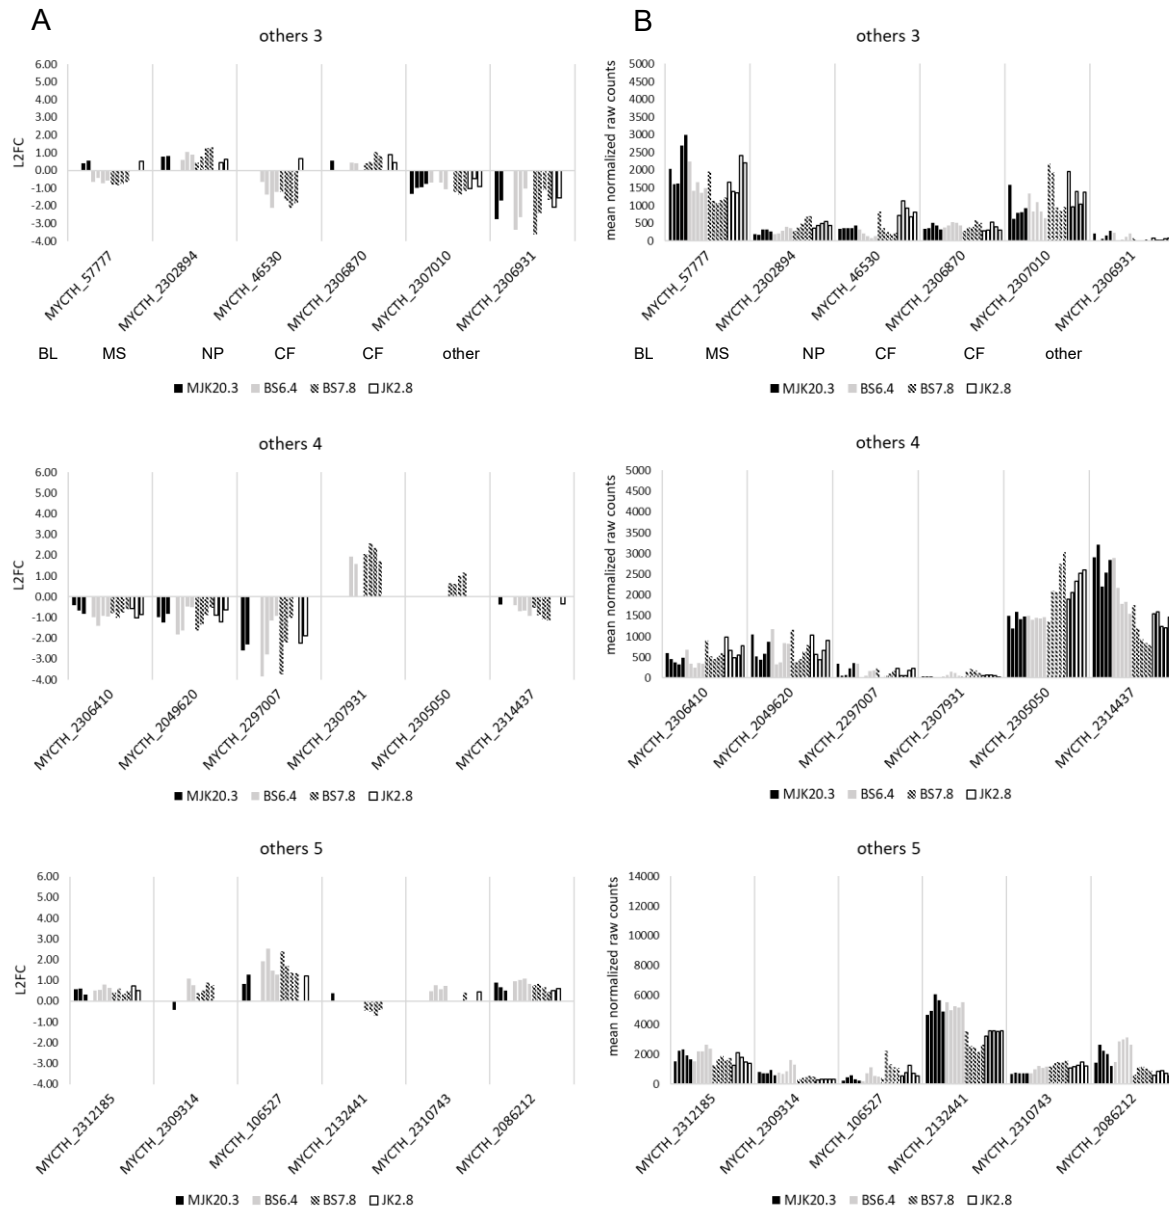 A
B
others 3
L2FC
6.00
5.00
4.00
3.00
2.00
1.00
0.00
-1.00
-2.00
-3.00
-4.00
MYCTH_57777
MYCTH_2302894
MYCTH_46530
MYCTH_2306870
MYCTH_2307010
MYCTH_2306931
BL MS NP CF CF other
MJK20.3 BS6.4 BS7.8 JK2.8
others 3
mean normalized raw counts
5000
4500
4000
3500
3000
2500
2000
1500
1000
500
0
MYCTH_57777
MYCTH_2302894
MYCTH_46530
MYCTH_2306870
MYCTH_2307010
MYCTH_2306931
BL MS NP CF CF other
MJK20.3 BS6.4 BS7.8 JK2.8
others 4
L2FC
6.00
5.00
4.00
3.00
2.00
1.00
0.00
-1.00
-2.00
-3.00
-4.00
MYCTH_2306410
MYCTH_2049620
MYCTH_2297007
MYCTH_2307931
MYCTH_2305050
MYCTH_2314437
MJK20.3 BS6.4 BS7.8 JK2.8
others 4
mean normalized raw counts
5000
4500
4000
3500
3000
2500
2000
1500
1000
500
0
MYCTH_2306410
MYCTH_2049620
MYCTH_2297007
MYCTH_2307931
MYCTH_2305050
MYCTH_2314437
MJK20.3 BS6.4 BS7.8 JK2.8
others 5
L2FC
6.00
5.00
4.00
3.00
2.00
1.00
0.00
-1.00
-2.00
-3.00
-4.00
MYCTH_2312185
MYCTH_2309314
MYCTH_106527
MYCTH_2132441
MYCTH_2310743
MYCTH_2086212
MJK20.3 BS6.4 BS7.8 JK2.8
others 5
mean normalized raw counts
14000
12000
10000
8000
6000
4000
2000
0
MYCTH_2312185
MYCTH_2309314
MYCTH_106527
MYCTH_2132441
MYCTH_2310743
MYCTH_2086212
MJK20.3 BS6.4 BS7.8 JK2.8